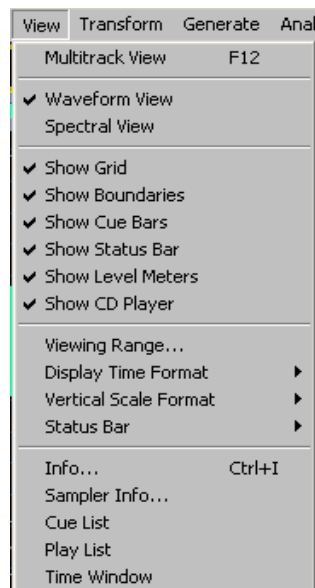 View Transform Generate Anal
Multitrack View F12
Waveform View
Spectral View
Show Grid
Show Boundaries
Show Cue Bars
Show Status Bar
Show Level Meters
Show CD Player
Viewing Range...
Display Time Format
Vertical Scale Format
Status Bar
Info... Ctrl+I
Sampler Info...
Cue List
Play List
Time Window